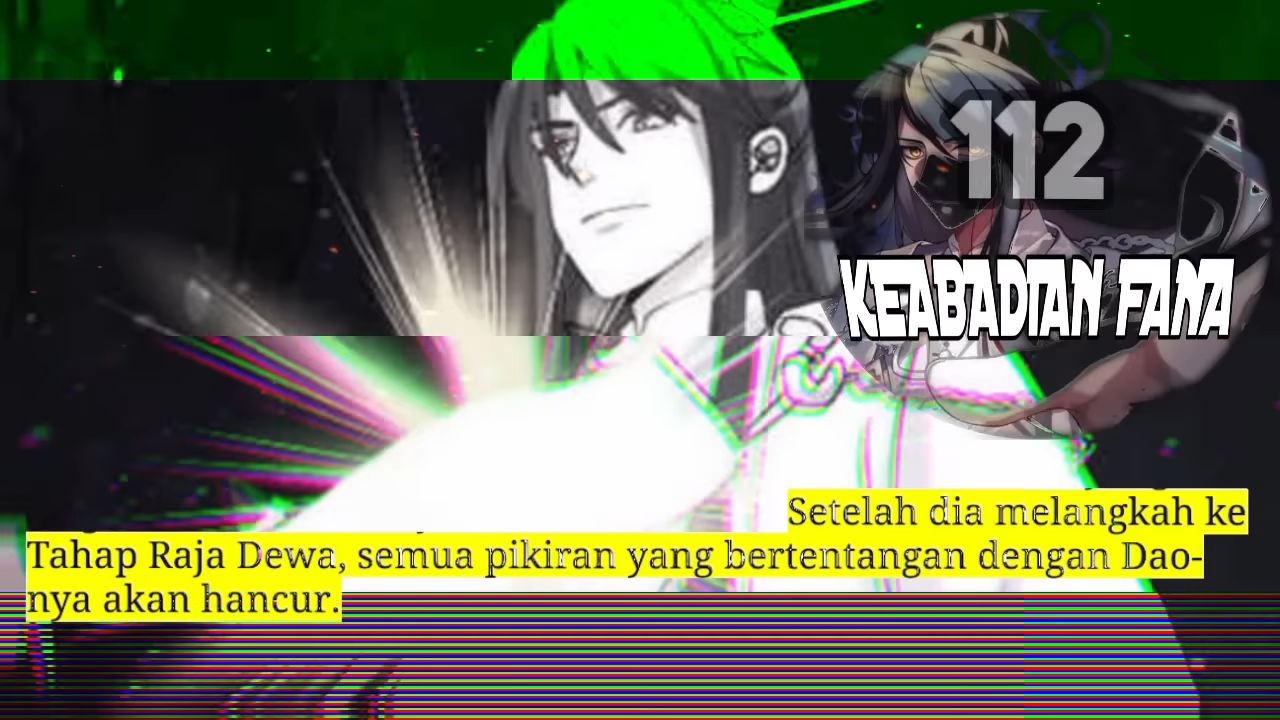 112
KEABADIAN FANA
Setelah dia melangkah ke
Tahap Raja Dewa, semua pikiran yang bertentangan dengan Dao-
nya akan hancur.